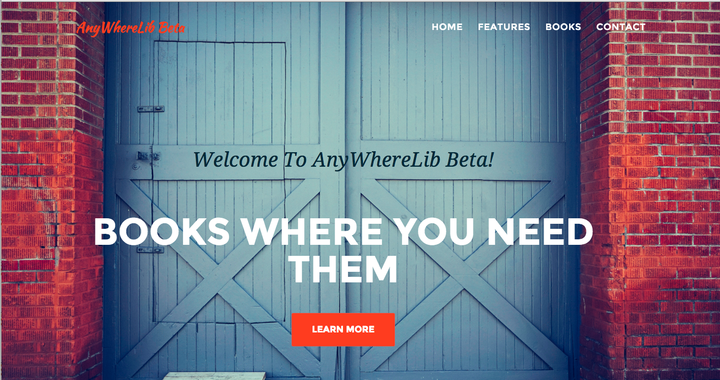 AnyWhereLib Beta
HOME FEATURES BOOKS CONTACT
Welcome To AnyWhereLib Beta!
BOOKS WHERE YOU NEED
THEM
LEARN MORE